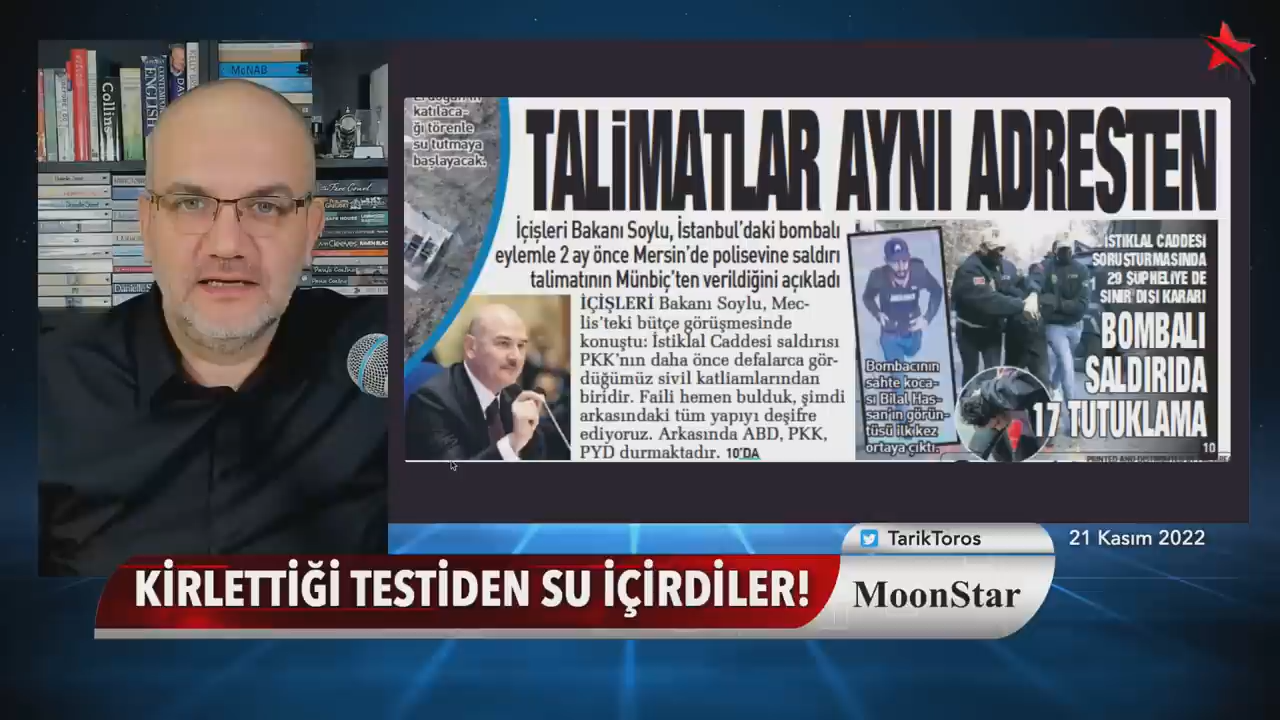 McNAB
Collins
ENGLISH
TALİMATLAR AYNI ADRESTEN
katılaca-
ğı törenle
su tutmaya
başlayacak.
İçişleri Bakanı Soylu, İstanbul'daki bombalı
eylemle 2 ay önce Mersin'de polisevine saldırı
talimatının Münbiç'ten verildiğini açıkladı
İÇİŞLERİ Bakanı Soylu, Mec-
lis'teki bütçe görüşmesinde
konuştu: İstiklal Caddesi saldırısı
PKK'nın daha önce defalarca gör-
düğümüz sivil katliamlarından
biridir. Faili hemen bulduk, şimdi
arkasındaki tüm yapıyı deşifre
ediyoruz. Arkasında ABD, PKK,
PYD durmaktadır. 10'DA
Bombacının
sahte koca-
sı Bilal Has-
san'ın görün-
tüsü ilk kez
ortaya çıktı.
İSTİKLAL CADDESİ
SORUŞTURMASINDA
29 ŞÜPHELİYE DE
SINIR DIŞI KARARI
BOMBALI
SALDIRIDA
17 TUTUKLAMA
10
TarikToros
21 Kasım 2022
KİRLETTİĞİ TESTİDEN SU İÇİRDİLER!
MoonStar